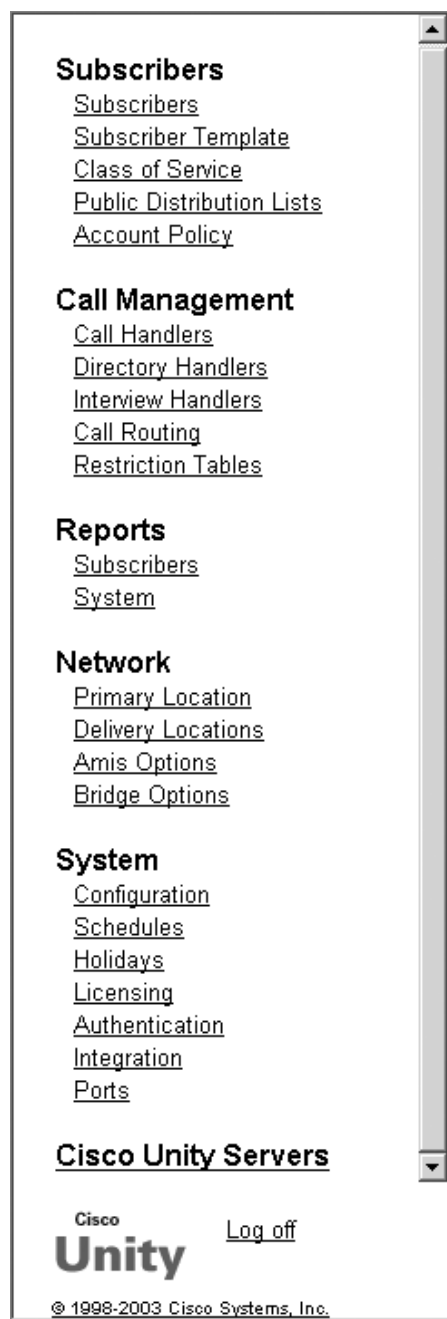 Subscribers
Subscribers
Subscriber Template
Class of Service
Public Distribution Lists
Account Policy
Call Management
Call Handlers
Directory Handlers
Interview Handlers
Call Routing
Restriction Tables
Reports
Subscribers
System
Network
Primary Location
Delivery Locations
Amis Options
Bridge Options
System
Configuration
Schedules
Holidays
Licensing
Authentication
Integration
Ports
Cisco Unity Servers
Cisco
Unity
Log off
© 1998-2003 Cisco Systems, Inc.